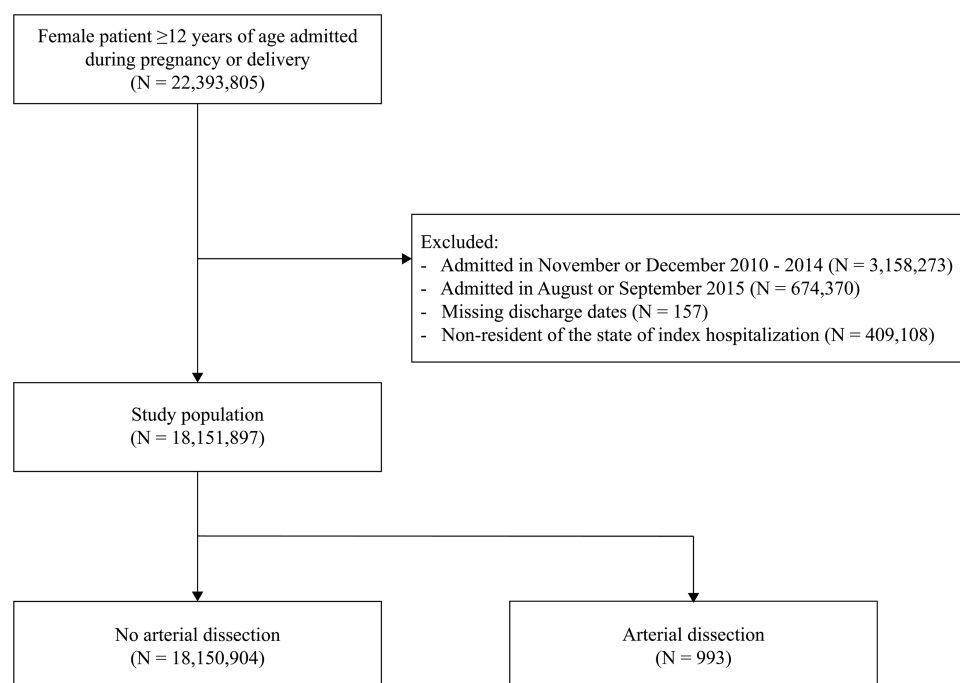 Female patient ≥12 years of age admitted
during pregnancy or delivery
(N = 22,393,805)
Excluded:
- Admitted in November or December 2010 - 2014 (N = 3,158,273)
- Admitted in August or September 2015 (N = 674,370)
- Missing discharge dates (N = 157)
- Non-resident of the state of index hospitalization (N = 409,108)
Study population
(N = 18,151,897)
No arterial dissection
(N = 18,150,904)
Arterial dissection
(N = 993)